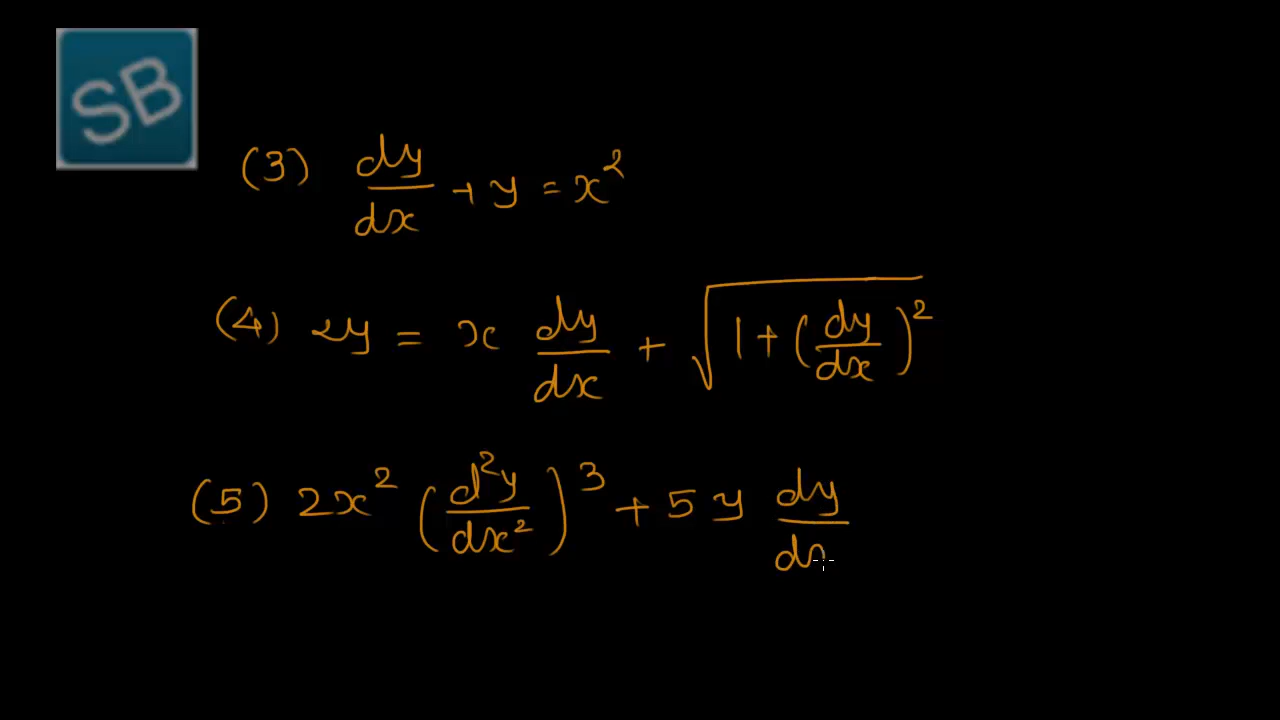 SB
(3) dy/dx + y = x²
(4) 2y = x dy/dx + √(1 + (dy/dx)²)
(5) 2x² (d²y/dx²)³ + 5 y dy/dx